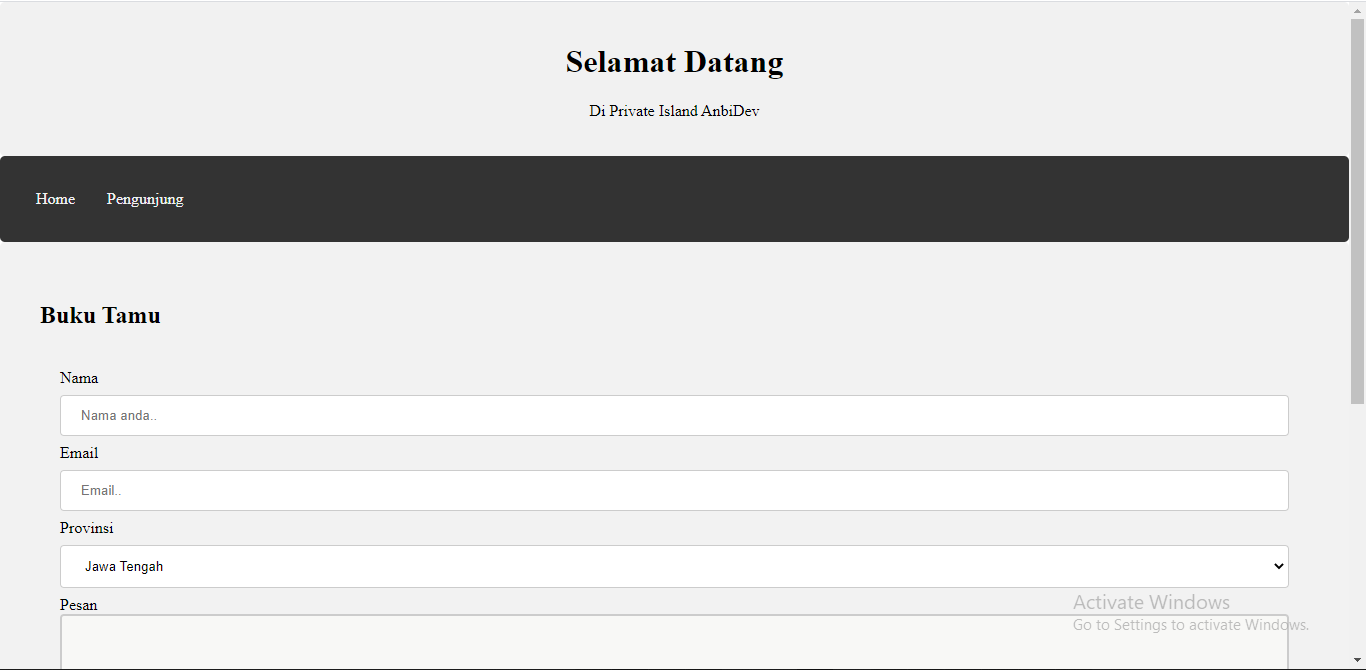 Selamat Datang
Di Private Island AnbiDev
Home Pengunjung
Buku Tamu
Nama
Nama anda..
Email
Email..
Provinsi
Jawa Tengah
Pesan
Activate Windows
Go to Settings to activate Windows.